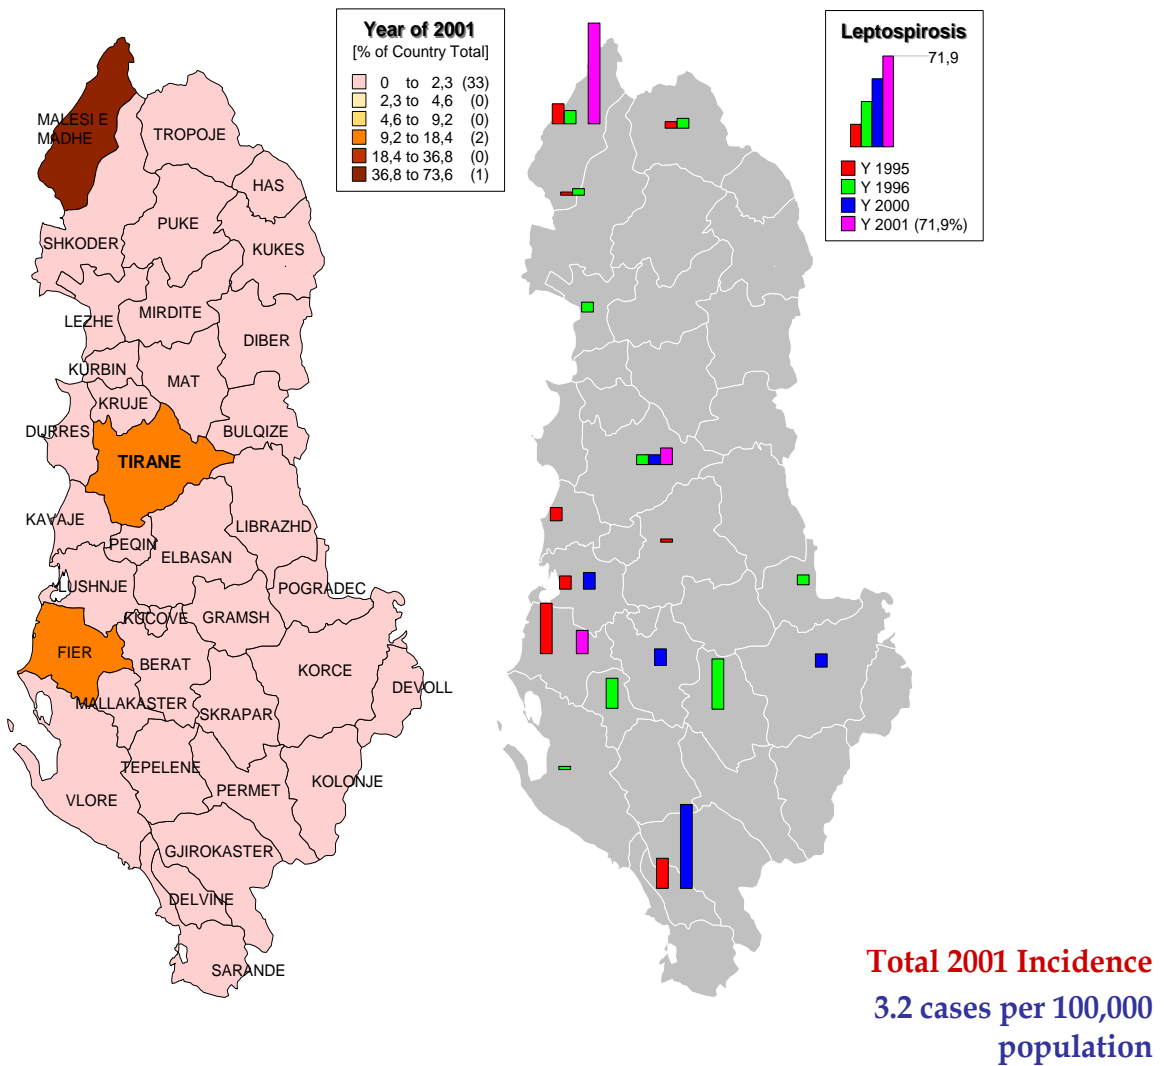 Year of 2001
[% of Country Total]
0 to 2,3 (33)
2,3 to 4,6 (0)
4,6 to 9,2 (0)
9,2 to 18,4 (2)
18,4 to 36,8 (0)
36,8 to 73,6 (1)
MALESI E
MADHE
TROPOJE
HAS
PUKE
SHKODER
KUKES
MIRDITE
LEZHE
DIBER
KURBIN
MAT
KRUJE
DURRES
BULQIZE
TIRANE
KAVAJE
LIBRAZHD
PEQIN
ELBASAN
LUSHNJE
POGRADEC
KUCOVE
GRAMSH
FIER
BERAT
KORCE
DEVOLL
MALLAKASTER
SKRAPAR
TEPELENE
KOLONJE
PERMET
VLORE
GJIROKASTER
DELVINE
SARANDE
Leptospirosis
71,9
Y 1995
Y 1996
Y 2000
Y 2001 (71,9%)
Total 2001 Incidence
3.2 cases per 100,000
population